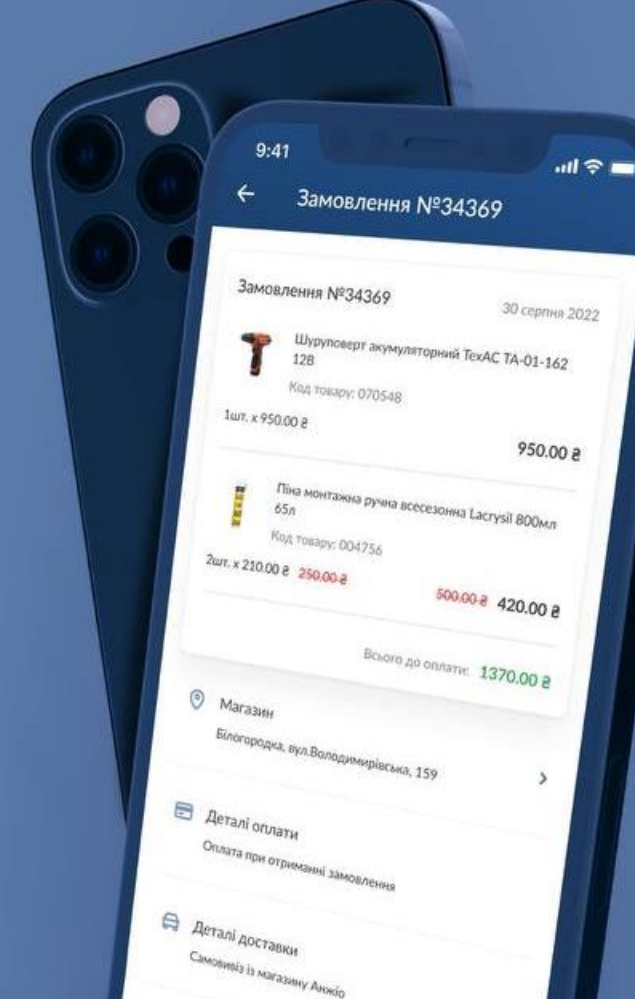 9:41
Замовлення №34369
Замовлення №34369
30 серпня 2022
Шуруповерт акумуляторний ТехАС ТА-01-162
12В
Код товару: 070548
1шт. х 950.00 ₴
950.00 ₴
Піна монтажна ручна всесезонна Lacrysil 800мл
65л
Код товару: 004756
2шт. х 210.00 ₴ 250.00 ₴
500.00 ₴ 420.00 ₴
Всього до оплати: 1370.00 ₴
Магазин
Білогородка, вул.Володимирівська, 159
Деталі оплати
Оплата при отриманні замовлення
Деталі доставки
Самовивіз із магазину Анжіо